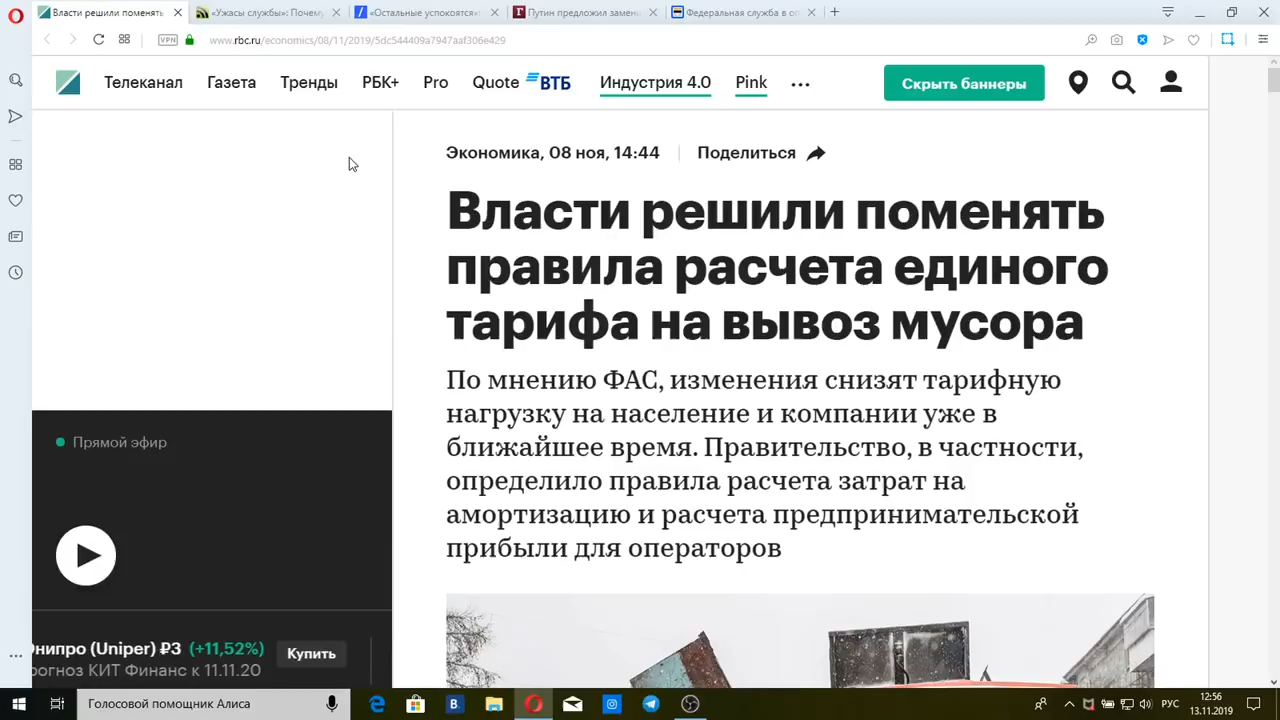 Власти решили поменять
«Ужасы службы»: Почему
«Остальные успокоятся»:
Путин предложил замени
Федеральная служба в оп
VPN
www.rbc.ru/economics/08/11/2019/5dc544409a7947aaf306e429
Телеканал Газета Тренды РБК+ Pro Quote ВТБ Индустрия 4.0 Pink ... Скрыть баннеры
Экономика, 08 ноя, 14:44 Поделиться
Власти решили поменять
правила расчета единого
тарифа на вывоз мусора
По мнению ФАС, изменения снизят тарифную
нагрузку на население и компании уже в
ближайшее время. Правительство, в частности,
определило правила расчета затрат на
амортизацию и расчета предпринимательской
прибыли для операторов
Прямой эфир
нипро (Uniper) ₽3 (+11,52%) Купить
рогноз КИТ Финанс к 11.11.20
Голосовой помощник Алиса
РУС
12:56
13.11.2019